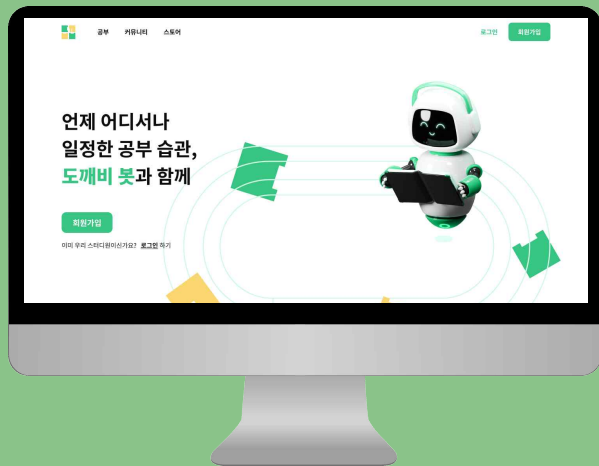 공부 커뮤니티 스토어 로그인 회원가입
언제 어디서나
일정한 공부 습관,
도깨비 봇과 함께
회원가입
이미 우리 스터디원이신가요? 로그인 하기